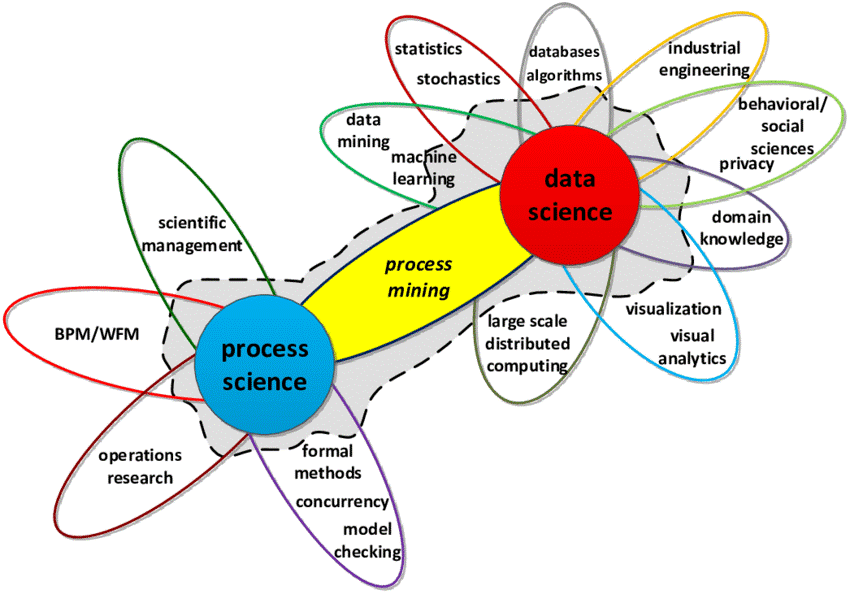 statistics
stochastics
databases
algorithms
industrial
engineering
behavioral/
social
sciences
privacy
data
mining
machine
learning
data
science
domain
knowledge
scientific
management
process
mining
visualization
visual
analytics
large scale
distributed
computing
BPM/WFM
process
science
operations
research
formal
methods
concurrency
model
checking